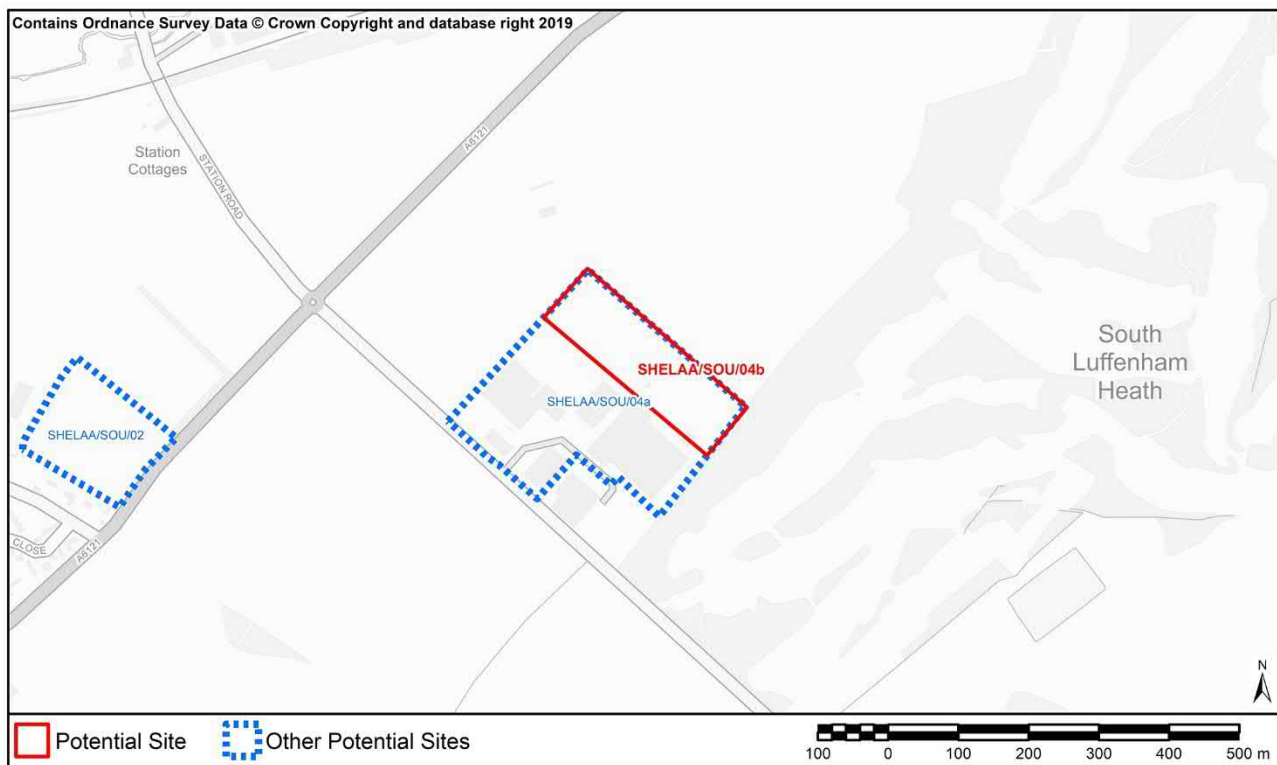 Contains Ordnance Survey Data © Crown Copyright and database right 2019
A6121
Station
Cottages
STATION ROAD
SHELAA/SOU/04b
South
Luffenham
Heath
SHELAA/SOU/04a
SHELAA/SOU/02
CLOSE
A6121
N
Potential Site
Other Potential Sites
100 0 100 200 300 400 500 m